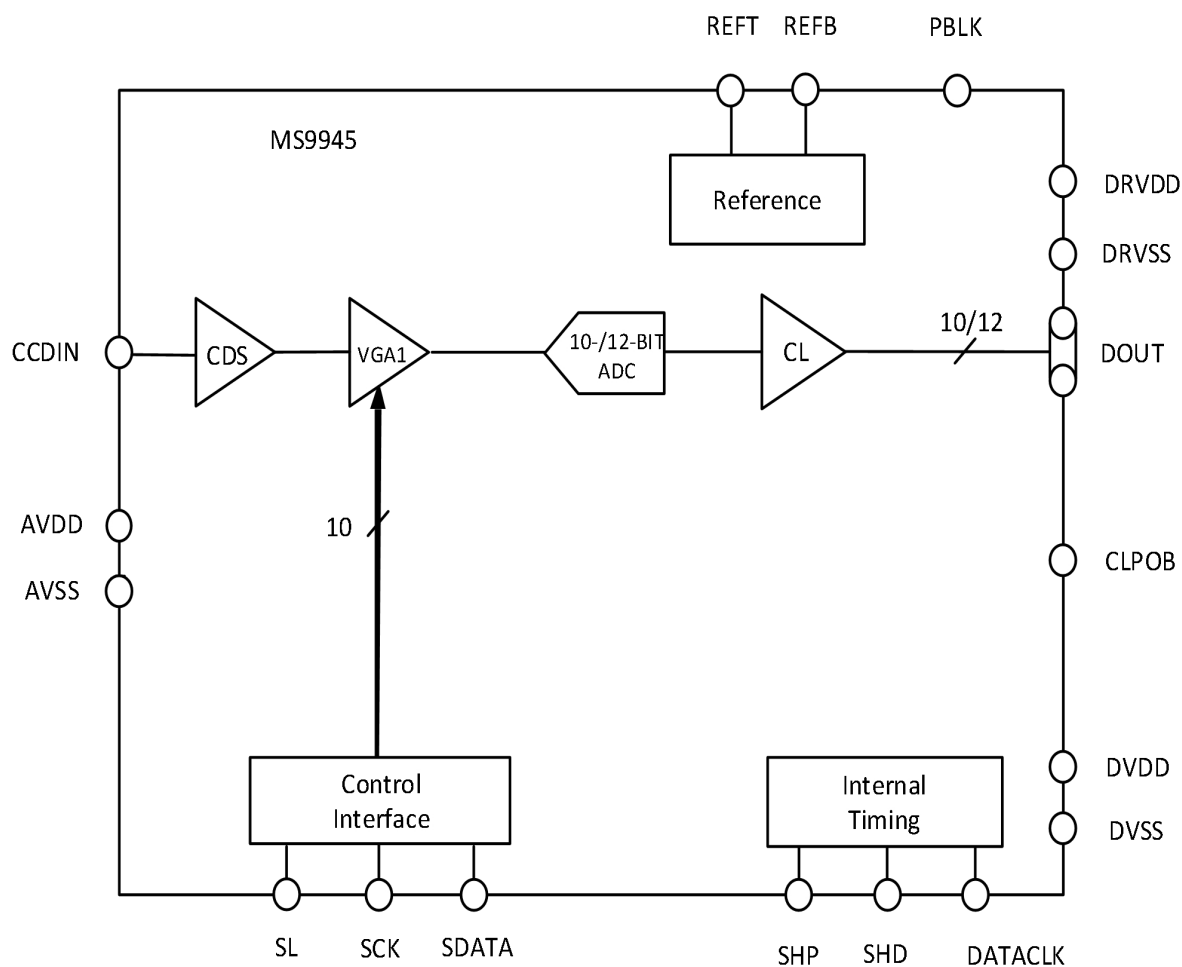 REFT REFB PBLK
MS9945
Reference
DRVDD
DRVSS
CCDIN
CDS
VGA1
10-/12-BIT
ADC
CL
10/12
DOUT
AVDD
10
AVSS
CLPOB
Control
Interface
Internal
Timing
DVDD
DVSS
SL SCK SDATA
SHP SHD DATACLK